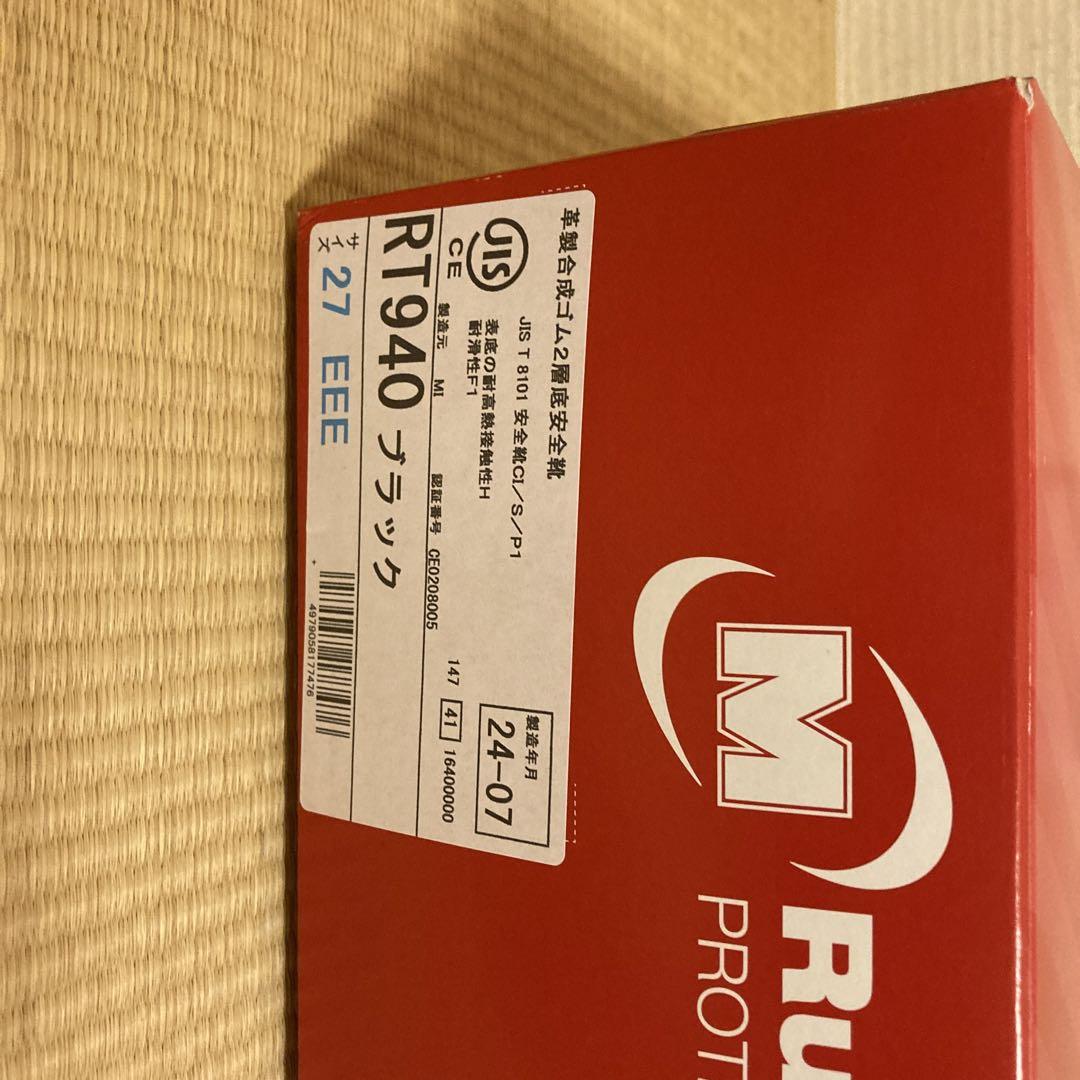 革製合成ゴム2層底安全靴
製造年月
24-07
JIS
CE
JIS T 8101 安全靴CI/S/P1
表底の耐高熱接触性H
耐滑性F1
製造元 MI 認証番号 CE0208005 147 41 16400000
RT940 ブラック
サイズ 27 EEE
4979058177476
M
Ru
PROT